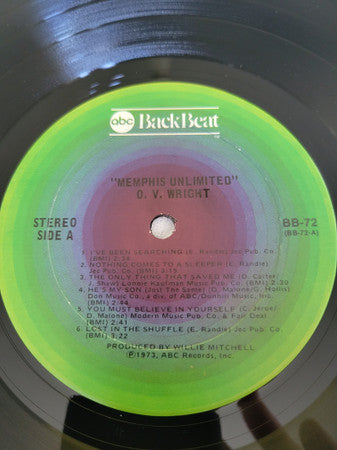 abc BackBeat
TM
"MEMPHIS UNLIMITED"
O. V. WRIGHT
STEREO
SIDE A
BB-72
(BB-72-A)
1. I'VE BEEN SEARCHING (E. Randle) Jec Pub. Co.
(BMI) 2:34
2. NOTHING COMES TO A SLEEPER (E. Randle)
Jec Pub. Co. (BMI) 3:15
3. THE ONLY THING THAT SAVED ME (D. Carter/
J. Shaw) Lonnie Kaufman Music Pub. Co. (BMI) 2:39
4. HE'S MY SON (Just The Same) (D. Malone/G. Hollis)
Don Music Co., a div. of ABC/Dunhill Music, Inc.
(BMI) 2:44
5. YOU MUST BELIEVE IN YOURSELF (C. Jerue/
D. Malone) Modern Music Pub. Co. & Fair Deal
(BMI) 2:41
6. LOST IN THE SHUFFLE (E. Randle) Jec Pub. Co.
(BMI) 3:22
PRODUCED BY WILLIE MITCHELL
Ⓟ1973, ABC Records, Inc.